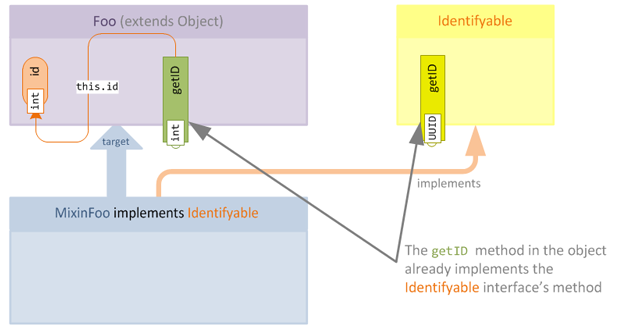 Foo (extends Object)
Identifyable
id
int
this.id
getID
int
getID
UUID
target
implements
MixinFoo implements Identifyable
The getID method in the object
already implements the
Identifyable interface's method